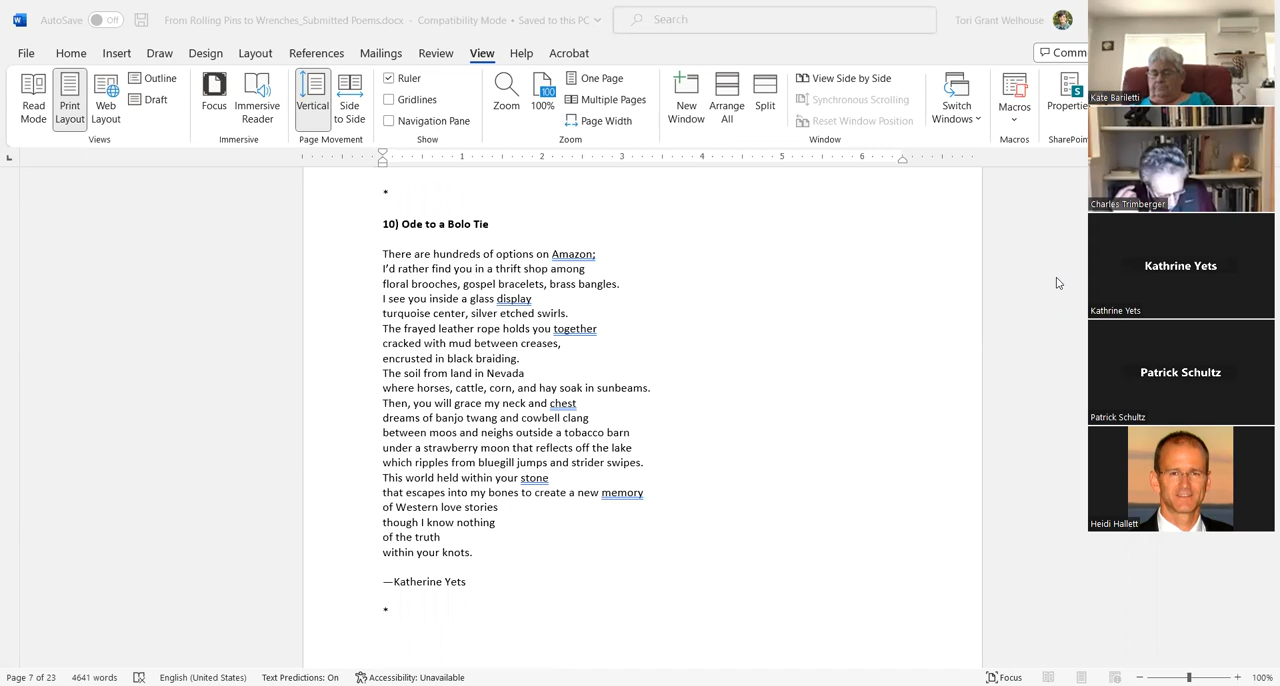 AutoSave Off From Rolling Pins to Wrenches_Submitted Poems.docx - Compatibility Mode • Saved to this PC Search Tori Grant Welhouse
File Home Insert Draw Design Layout References Mailings Review View Help Acrobat Comm
Read Mode Print Layout Web Layout Outline Draft
Views
Focus Immersive Reader
Immersive
Vertical Side to Side
Page Movement
Ruler
Gridlines
Navigation Pane
Show
Zoom 100 100% One Page Multiple Pages Page Width
Zoom
New Window Arrange All Split View Side by Side Synchronous Scrolling Reset Window Position Switch Windows
Window
Macros
Macros
Properties
SharePoint
1 2 3 4 5 6
*
10) Ode to a Bolo Tie
There are hundreds of options on Amazon;
I’d rather find you in a thrift shop among
floral brooches, gospel bracelets, brass bangles.
I see you inside a glass display
turquoise center, silver etched swirls.
The frayed leather rope holds you together
cracked with mud between creases,
encrusted in black braiding.
The soil from land in Nevada
where horses, cattle, corn, and hay soak in sunbeams.
Then, you will grace my neck and chest
dreams of banjo twang and cowbell clang
between moos and neighs outside a tobacco barn
under a strawberry moon that reflects off the lake
which ripples from bluegill jumps and strider swipes.
This world held within your stone
that escapes into my bones to create a new memory
of Western love stories
though I know nothing
of the truth
within your knots.
—Katherine Yets
*
Kate Bariletti
Charles Trimberger
Kathrine Yets
Kathrine Yets
Patrick Schultz
Patrick Schultz
Heidi Hallett
Page 7 of 23 4641 words English (United States) Text Predictions: On Accessibility: Unavailable Focus 100%